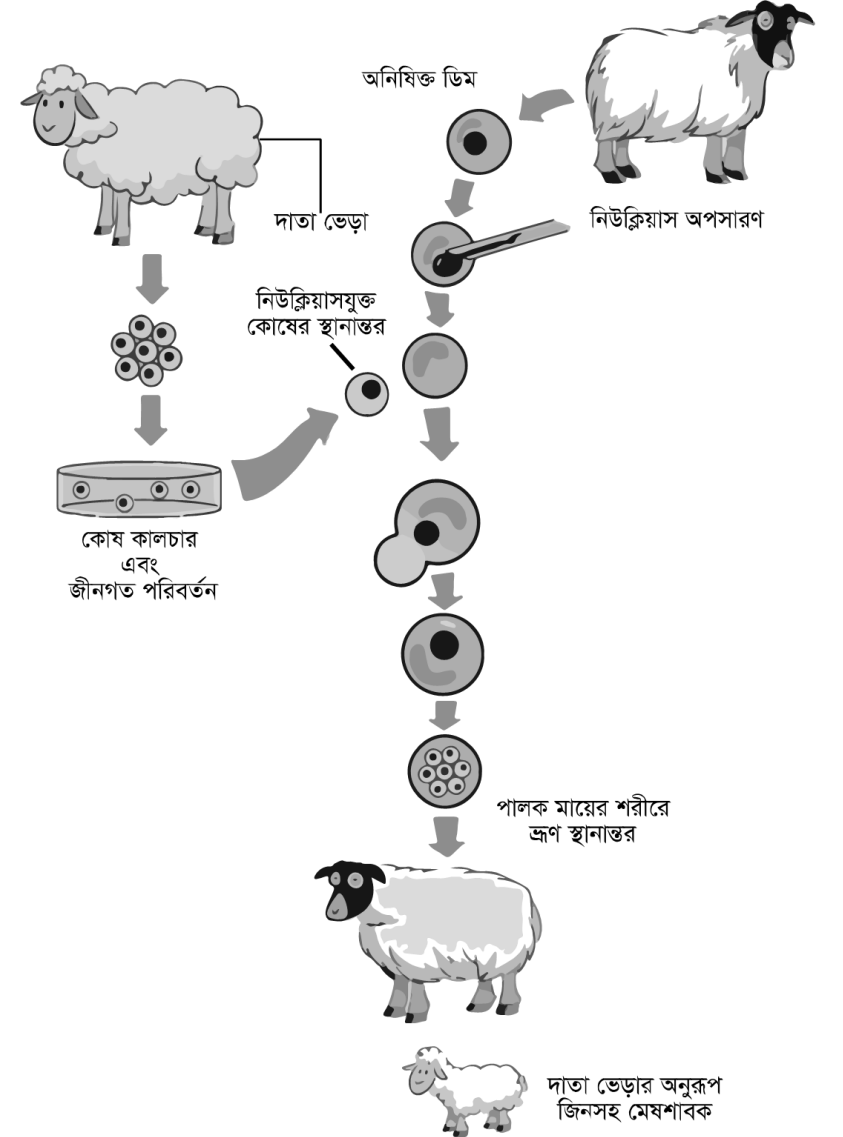 অনিষিক্ত ডিম
দাতা ভেড়া
নিউক্লিয়াস অপসারণ
নিউক্লিয়াসযুক্ত
কোষের স্থানান্তর
কোষ কালচার
এবং
জীনগত পরিবর্তন
পালক মায়ের শরীরে
ভ্রূণ স্থানান্তর
দাতা ভেড়ার অনুরূপ
জিনসহ মেষশাবক